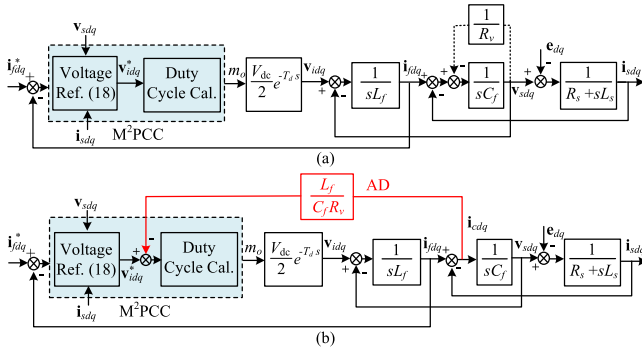 v_sdq
1/R_v
i*_fdq + - Voltage Ref. (18) v*_idq Duty Cycle Cal. m_o V_dc/2 e^{-T_d s} v_idq + - 1/sL_f i_fdq + - + - 1/sC_f v_sdq e_dq + - 1/(R_s +sL_s) i_sdq
i_sdq M²PCC
(a)
L_f/(C_f R_v) AD
v_sdq
i*_fdq + - Voltage Ref. (18) v*_idq + - Duty Cycle Cal. m_o V_dc/2 e^{-T_d s} v_idq + - 1/sL_f i_fdq + - i_cdq 1/sC_f v_sdq + - e_dq 1/(R_s +sL_s) i_sdq
i_sdq M²PCC
(b)